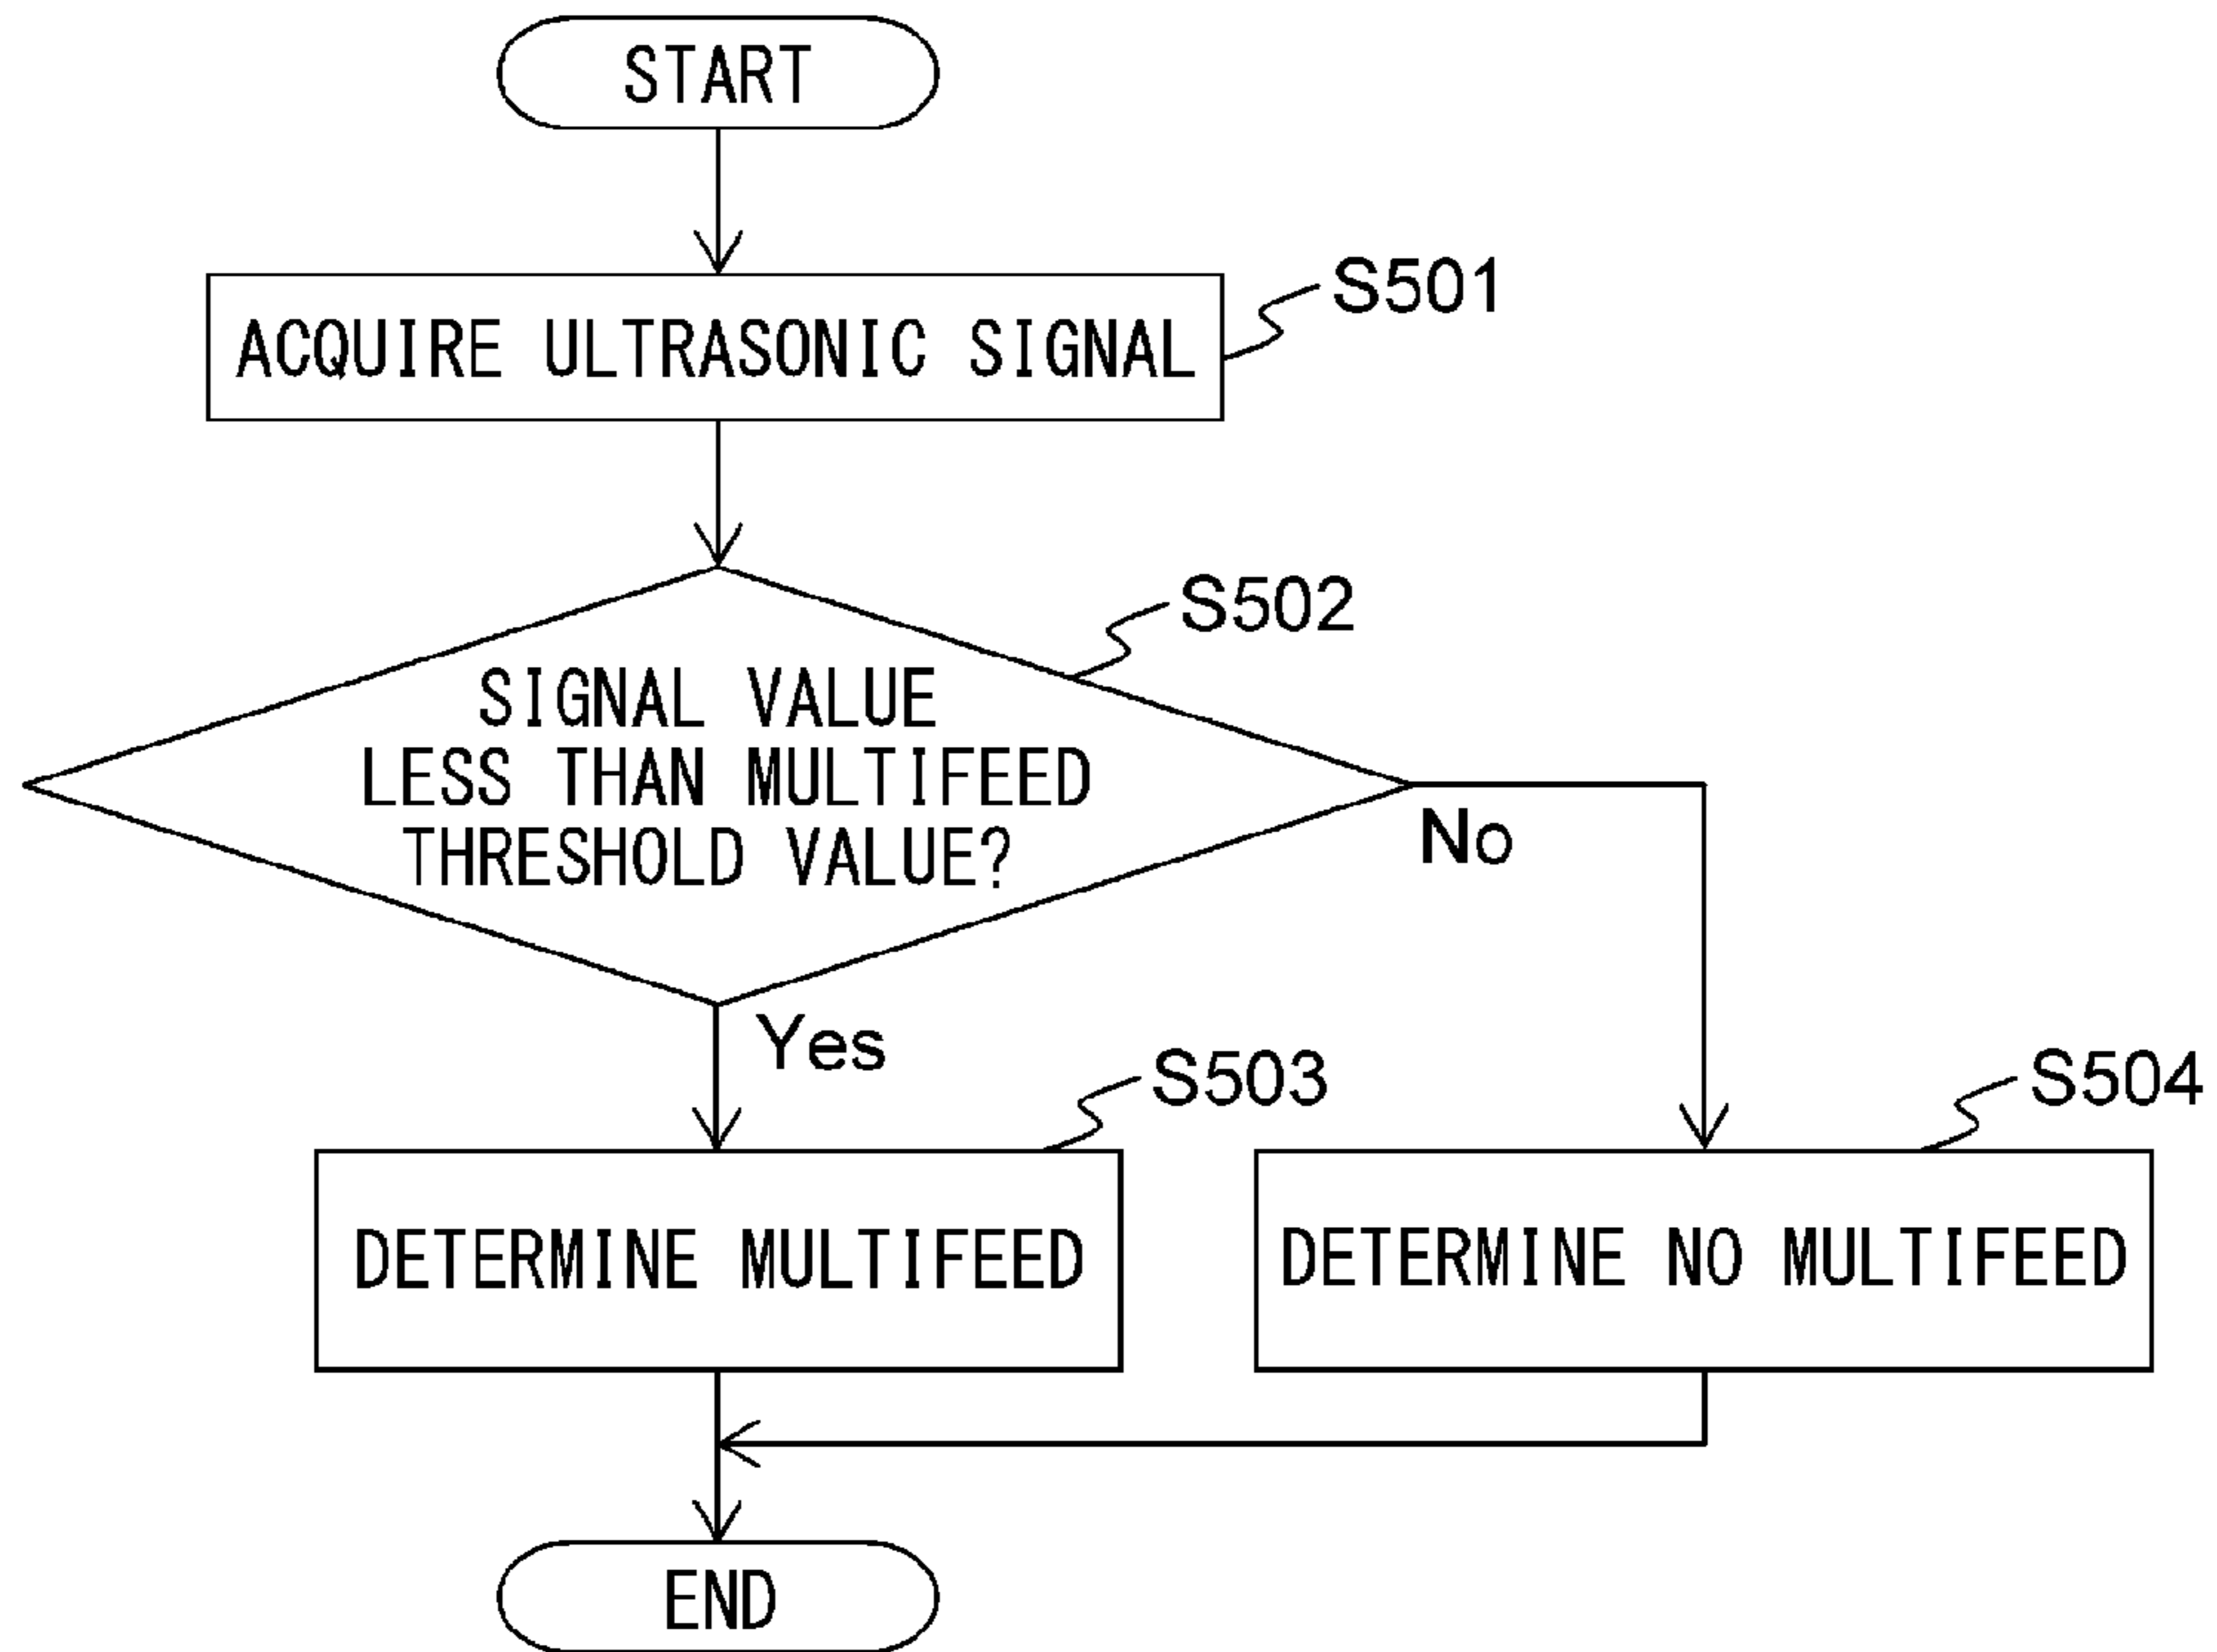 START
ACQUIRE ULTRASONIC SIGNAL
S501
S502
SIGNAL VALUE
LESS THAN MULTIFEED
THRESHOLD VALUE?
No
Yes
S503
S504
DETERMINE MULTIFEED
DETERMINE NO MULTIFEED
END